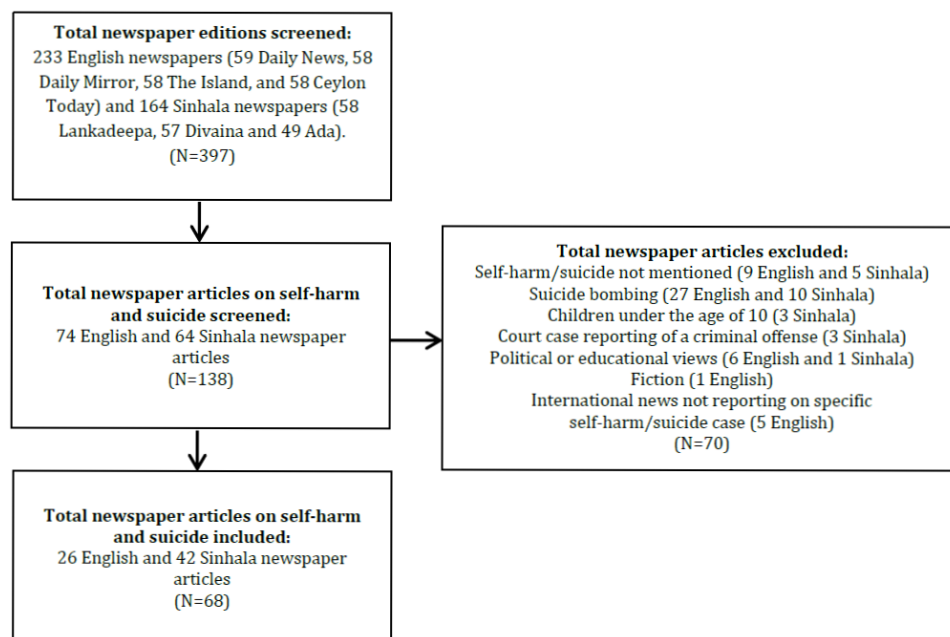 Total newspaper editions screened:
233 English newspapers (59 Daily News, 58
Daily Mirror, 58 The Island, and 58 Ceylon
Today) and 164 Sinhala newspapers (58
Lankadeepa, 57 Divaina and 49 Ada).
(N=397)
Total newspaper articles on self-harm
and suicide screened:
74 English and 64 Sinhala newspaper
articles
(N=138)
Total newspaper articles excluded:
Self-harm/suicide not mentioned (9 English and 5 Sinhala)
Suicide bombing (27 English and 10 Sinhala)
Children under the age of 10 (3 Sinhala)
Court case reporting of a criminal offense (3 Sinhala)
Political or educational views (6 English and 1 Sinhala)
Fiction (1 English)
International news not reporting on specific
self-harm/suicide case (5 English)
(N=70)
Total newspaper articles on self-harm
and suicide included:
26 English and 42 Sinhala newspaper
articles
(N=68)